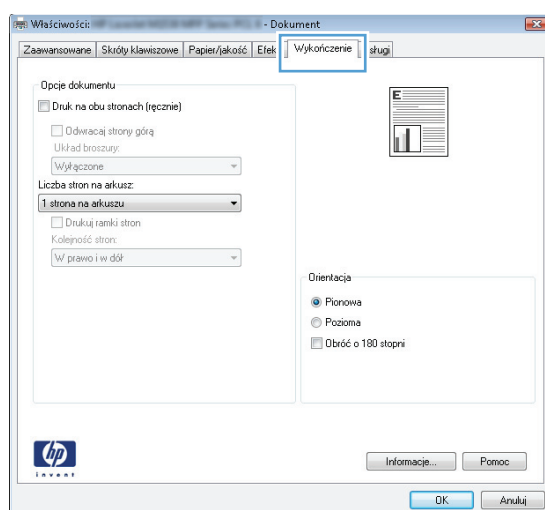 Właściwości: - Dokument
Zaawansowane Skróty klawiszowe Papier/jakość Efek Wykończenie sługi
Opcje dokumentu
Druk na obu stronach (ręcznie)
Odwracaj strony górą
Układ broszury:
Wyłączone
Liczba stron na arkusz:
1 strona na arkuszu
Drukuj ramki stron
Kolejność stron:
W prawo i w dół
E
Orientacja
Pionowa
Pozioma
Obróć o 180 stopni
hp
invent
Informacje... Pomoc
OK Anuluj